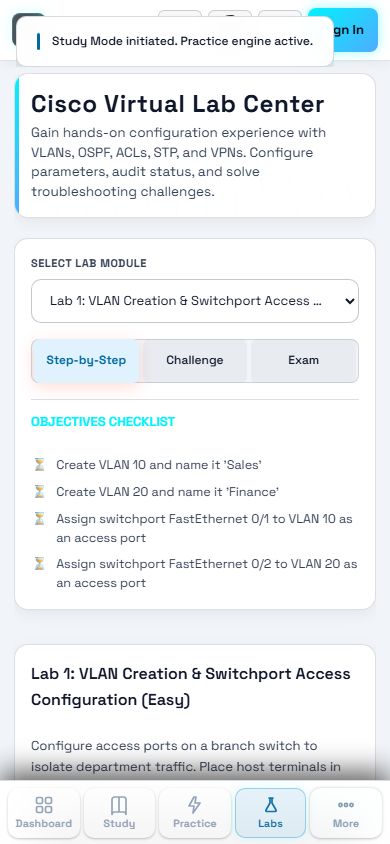 Study Mode initiated. Practice engine active.
Cisco Virtual Lab Center
Gain hands-on configuration experience with
VLANs, OSPF, ACLs, STP, and VPNs. Configure
parameters, audit status, and solve
troubleshooting challenges.
SELECT LAB MODULE
Lab 1: VLAN Creation & Switchport Access ...
Step-by-Step
Challenge
Exam
OBJECTIVES CHECKLIST
⏳ Create VLAN 10 and name it 'Sales'
⏳ Create VLAN 20 and name it 'Finance'
⏳ Assign switchport FastEthernet 0/1 to VLAN 10 as
an access port
⏳ Assign switchport FastEthernet 0/2 to VLAN 20 as
an access port
Lab 1: VLAN Creation & Switchport Access
Configuration (Easy)
Configure access ports on a branch switch to
isolate department traffic. Place host terminals in
Dashboard
Study
Practice
Labs
More